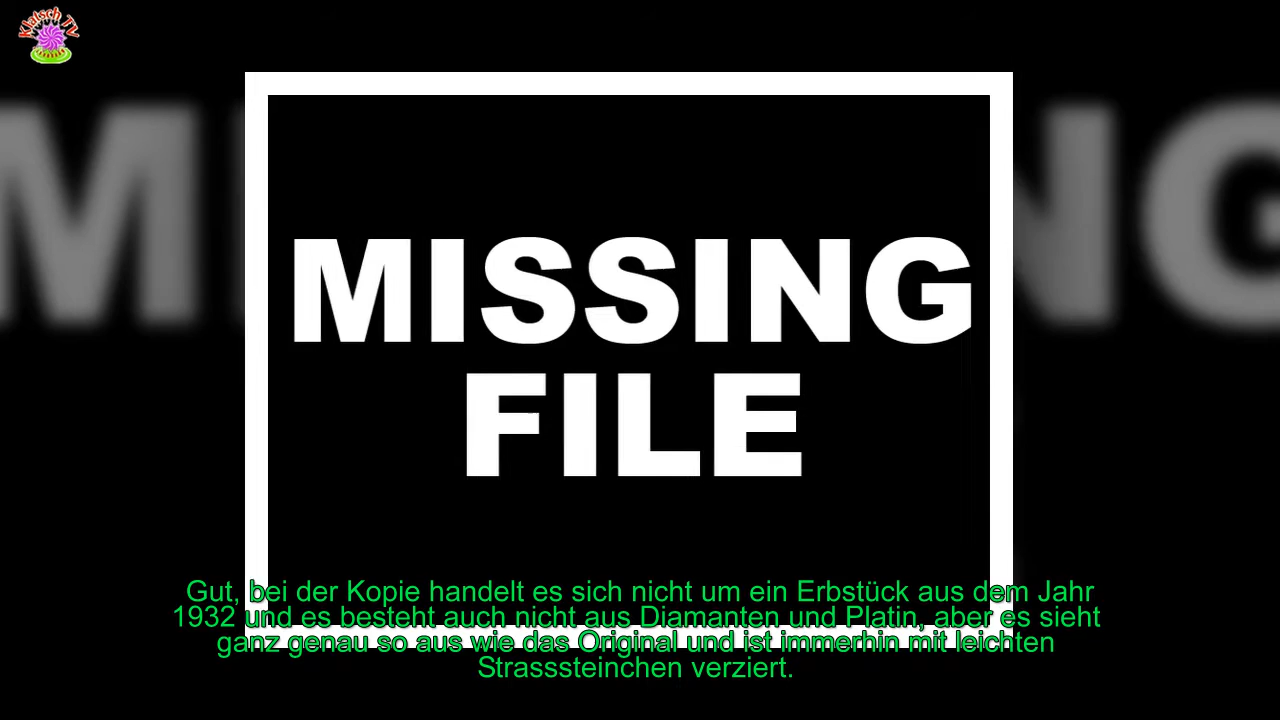 Klatsch TV
MISSING
FILE
Gut, bei der Kopie handelt es sich nicht um ein Erbstück aus dem Jahr
1932 und es besteht auch nicht aus Diamanten und Platin, aber es sieht
ganz genau so aus wie das Original und ist immerhin mit leichten
Strasssteinchen verziert.